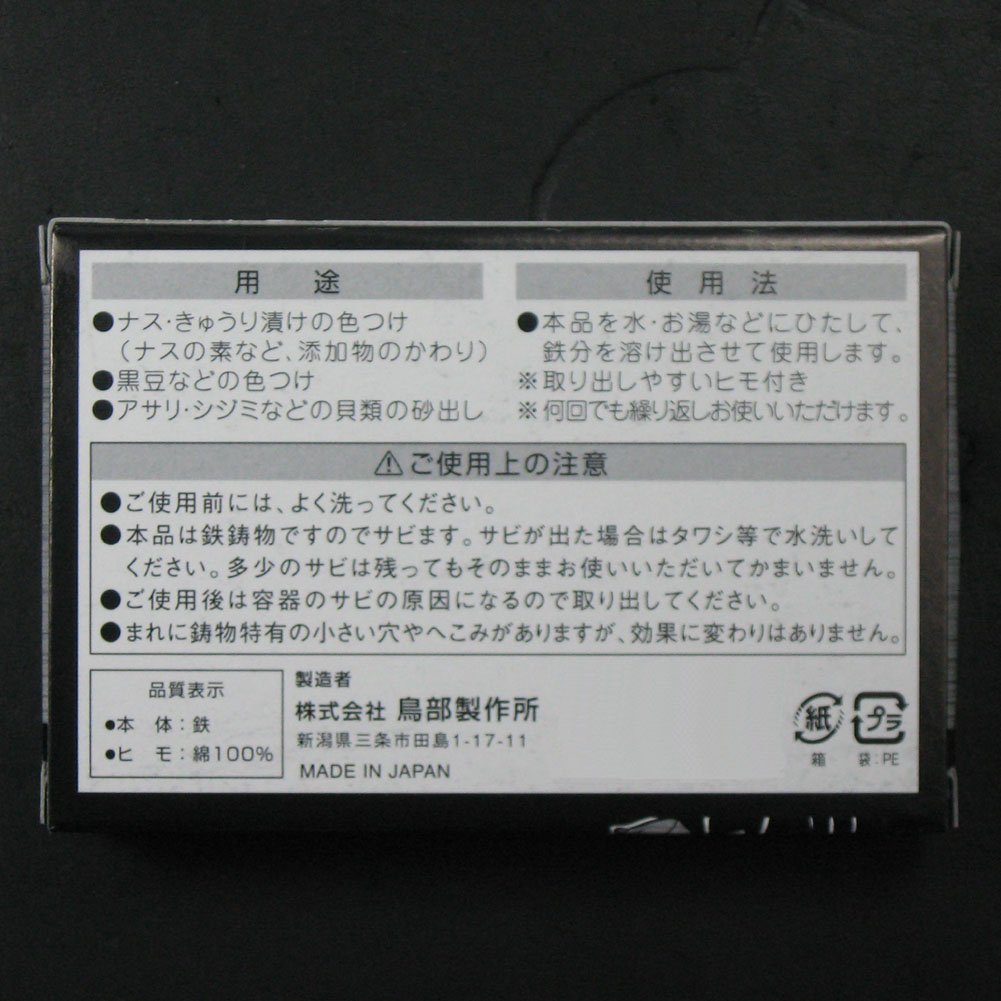 用途
●ナス・きゅうり漬けの色つけ
(ナスの素など、添加物のかわり)
●黒豆などの色つけ
●アサリ・シジミなどの貝類の砂出し
使用法
●本品を水・お湯などにひたして、
鉄分を溶け出させて使用します。
※取り出しやすいヒモ付き
※何回でも繰り返しお使いいただけます。
⚠ご使用上の注意
●ご使用前には、よく洗ってください。
●本品は鉄鋳物ですのでサビます。サビが出た場合はタワシ等で水洗いして
ください。多少のサビは残ってもそのままお使いいただいてかまいません。
●ご使用後は容器のサビの原因になるので取り出してください。
●まれに鋳物特有の小さい穴やへこみがありますが、効果に変わりはありません。
品質表示
●本 体:鉄
●ヒ モ:綿100%
製造者
株式会社 鳥部製作所
新潟県三条市田島1-17-11
MADE IN JAPAN
紙
箱
プラ
袋:PE